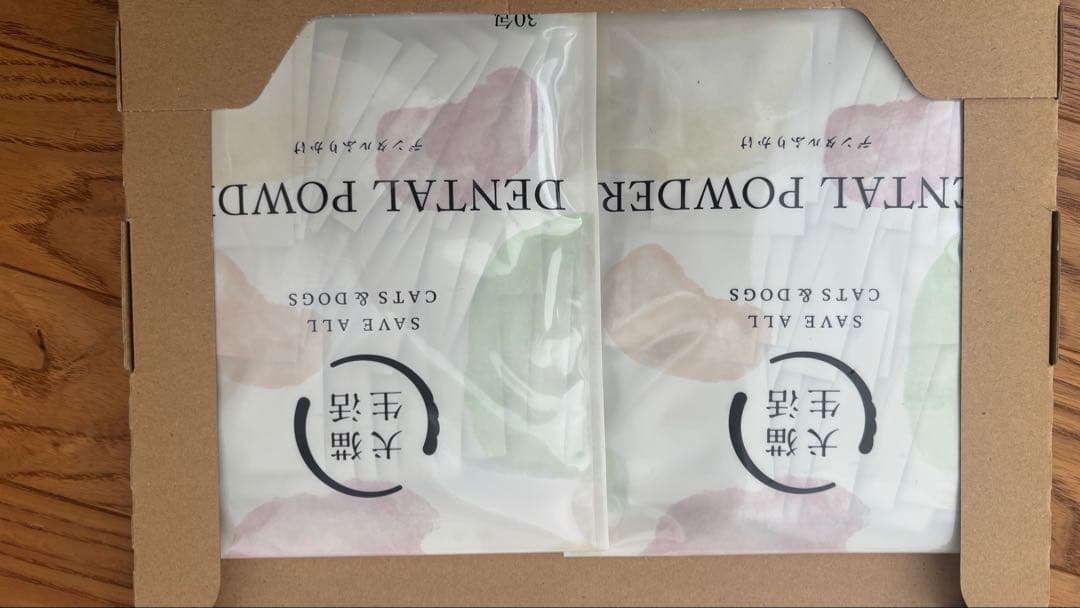 犬猫
生活
SAVE ALL
CATS & DOGS
ENTAL POWDER
デンタルふりかけ
犬猫
生活
SAVE ALL
CATS & DOGS
DENTAL POWD
デンタルふりかけ
30包